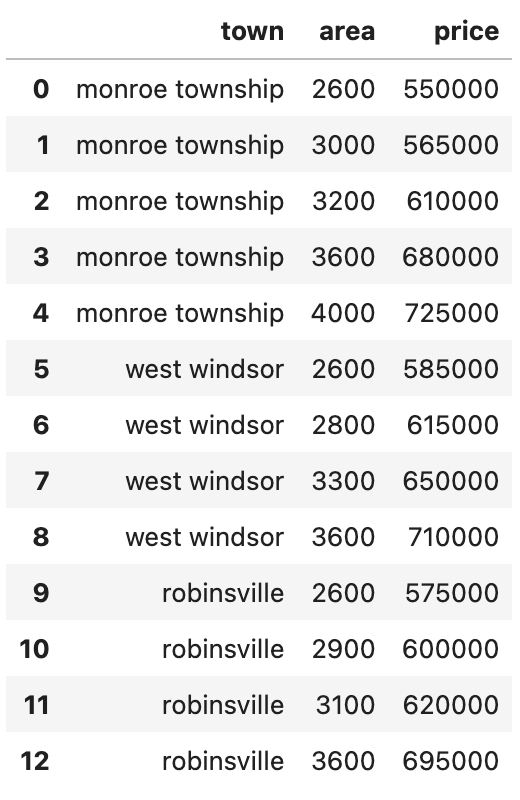 town area price
0 monroe township 2600 550000
1 monroe township 3000 565000
2 monroe township 3200 610000
3 monroe township 3600 680000
4 monroe township 4000 725000
5 west windsor 2600 585000
6 west windsor 2800 615000
7 west windsor 3300 650000
8 west windsor 3600 710000
9 robinsville 2600 575000
10 robinsville 2900 600000
11 robinsville 3100 620000
12 robinsville 3600 695000